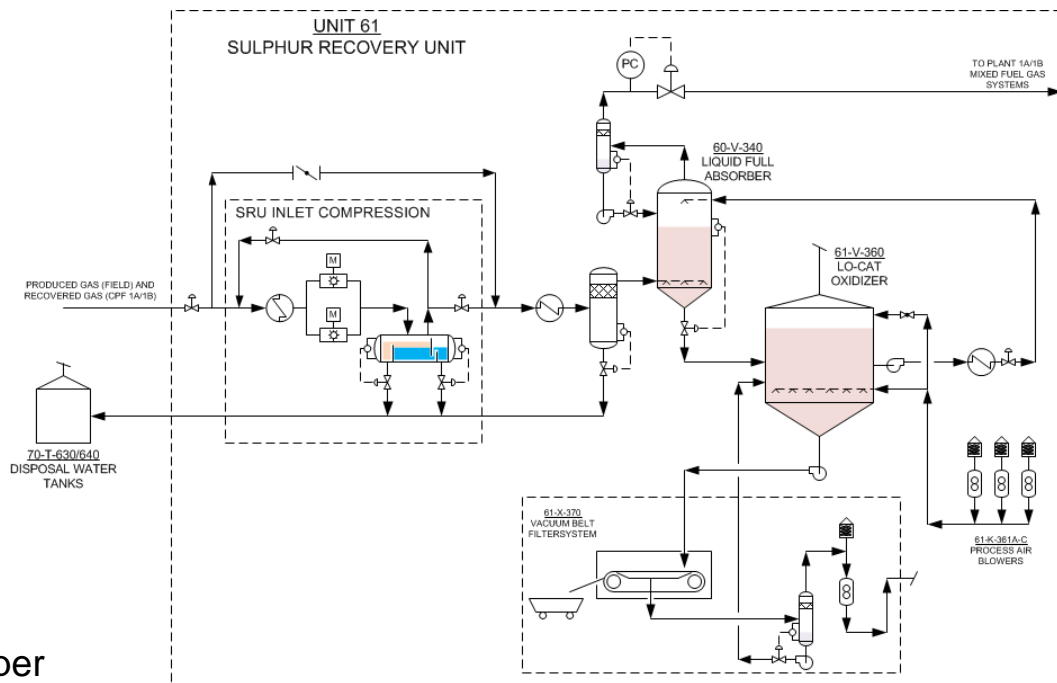 UNIT 61
SULPHUR RECOVERY UNIT
PC
TO PLANT 1A/1B
MIXED FUEL GAS
SYSTEMS
60-V-340
LIQUID FULL
ABSORBER
SRU INLET COMPRESSION
M
M
61-V-360
LO-CAT
OXIDIZER
PRODUCED GAS (FIELD) AND
RECOVERED GAS (CPF 1A/1B)
70-T-630/640
DISPOSAL WATER
TANKS
61-X-370
VACUUM BELT
FILTERSYSTEM
61-K-361A-C
PROCESS AIR
BLOWERS